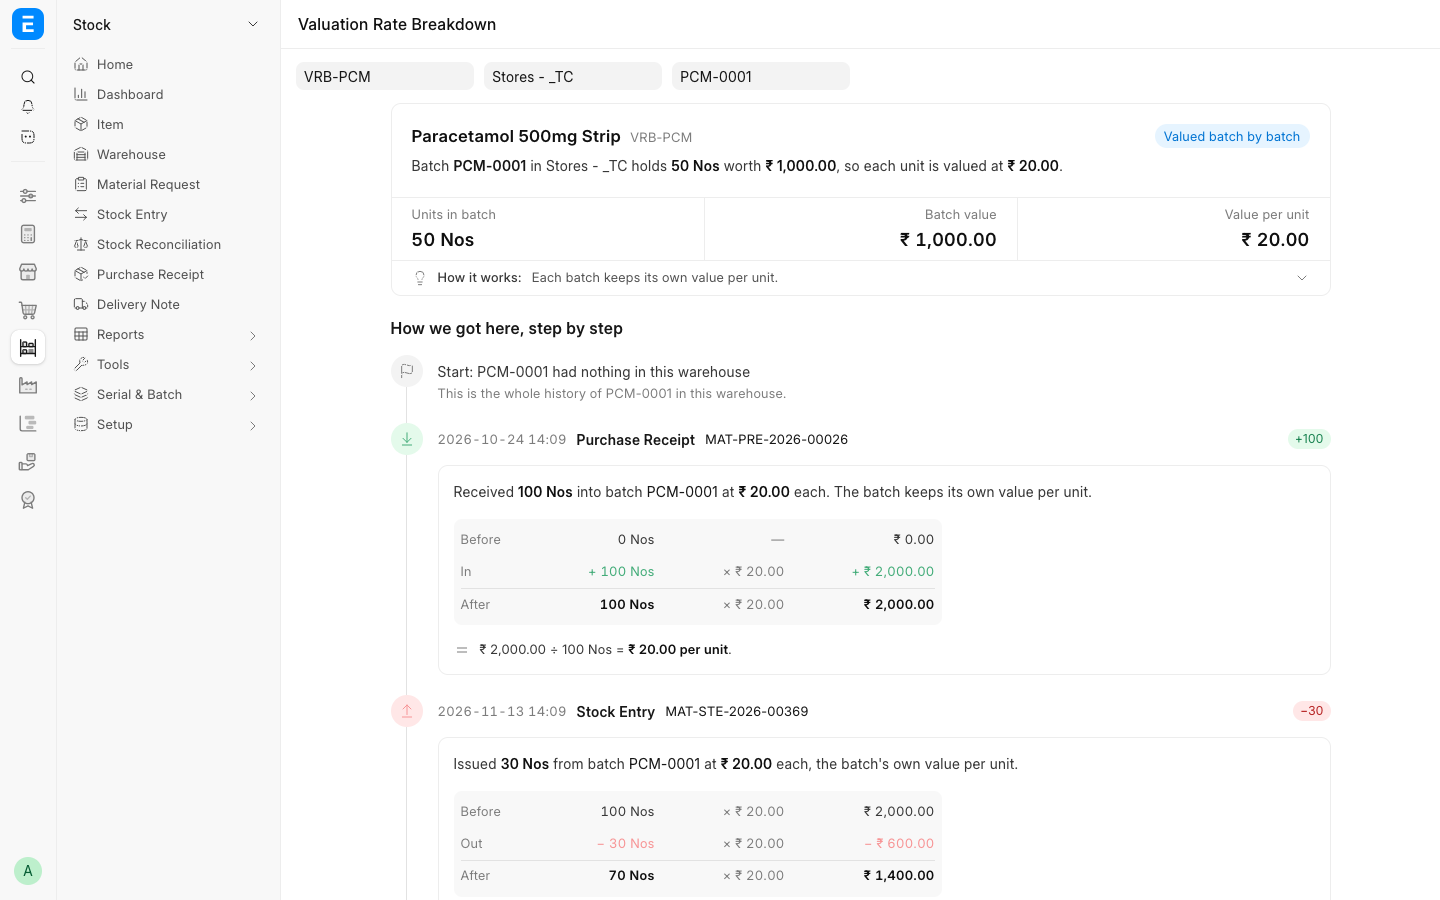 Stock
Home
Dashboard
Item
Warehouse
Material Request
Stock Entry
Stock Reconciliation
Purchase Receipt
Delivery Note
Reports
Tools
Serial & Batch
Setup
A
Valuation Rate Breakdown
VRB-PCM Stores - _TC PCM-0001
Paracetamol 500mg Strip VRB-PCM Valued batch by batch
Batch PCM-0001 in Stores - _TC holds 50 Nos worth ₹ 1,000.00, so each unit is valued at ₹ 20.00.
Units in batch Batch value Value per unit
50 Nos ₹ 1,000.00 ₹ 20.00
How it works: Each batch keeps its own value per unit.
How we got here, step by step
Start: PCM-0001 had nothing in this warehouse
This is the whole history of PCM-0001 in this warehouse.
2026-10-24 14:09 Purchase Receipt MAT-PRE-2026-00026 +100
Received 100 Nos into batch PCM-0001 at ₹ 20.00 each. The batch keeps its own value per unit.
Before 0 Nos — ₹ 0.00
In + 100 Nos × ₹ 20.00 + ₹ 2,000.00
After 100 Nos × ₹ 20.00 ₹ 2,000.00
= ₹ 2,000.00 ÷ 100 Nos = ₹ 20.00 per unit.
2026-11-13 14:09 Stock Entry MAT-STE-2026-00369 −30
Issued 30 Nos from batch PCM-0001 at ₹ 20.00 each, the batch's own value per unit.
Before 100 Nos × ₹ 20.00 ₹ 2,000.00
Out − 30 Nos × ₹ 20.00 − ₹ 600.00
After 70 Nos × ₹ 20.00 ₹ 1,400.00